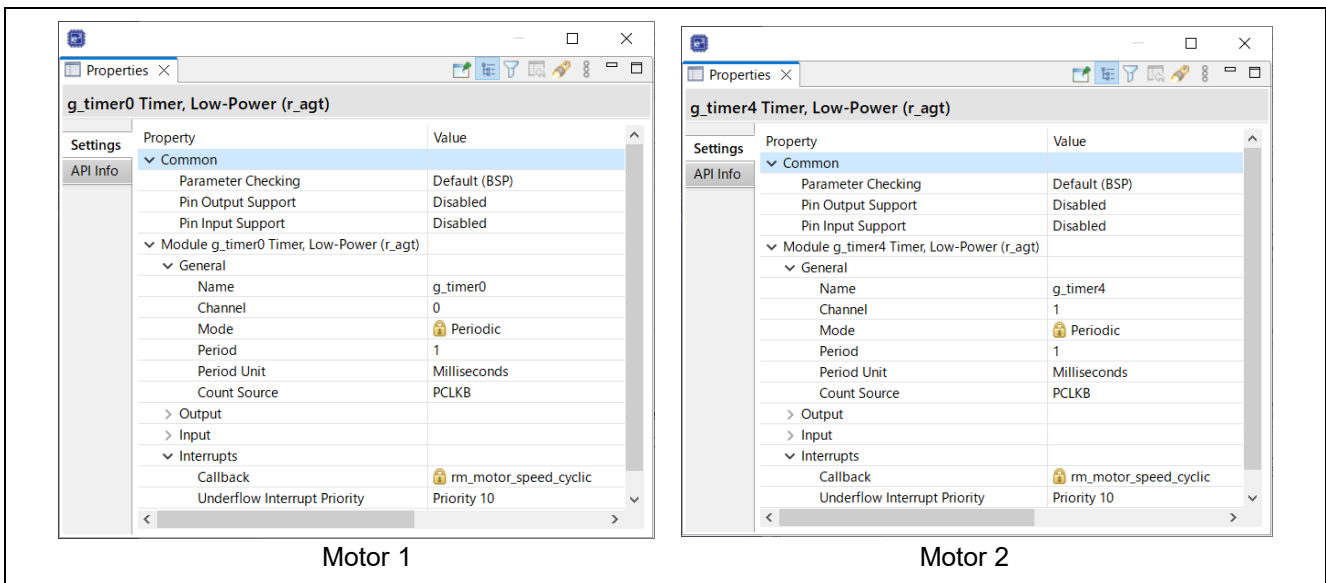 Properties
g_timer0 Timer, Low-Power (r_agt)
Settings
API Info
Property Value
Common
Parameter Checking Default (BSP)
Pin Output Support Disabled
Pin Input Support Disabled
Module g_timer0 Timer, Low-Power (r_agt)
General
Name g_timer0
Channel 0
Mode Periodic
Period 1
Period Unit Milliseconds
Count Source PCLKB
Output
Input
Interrupts
Callback rm_motor_speed_cyclic
Underflow Interrupt Priority Priority 10
Motor 1
Properties
g_timer4 Timer, Low-Power (r_agt)
Settings
API Info
Property Value
Common
Parameter Checking Default (BSP)
Pin Output Support Disabled
Pin Input Support Disabled
Module g_timer4 Timer, Low-Power (r_agt)
General
Name g_timer4
Channel 1
Mode Periodic
Period 1
Period Unit Milliseconds
Count Source PCLKB
Output
Input
Interrupts
Callback rm_motor_speed_cyclic
Underflow Interrupt Priority Priority 10
Motor 2